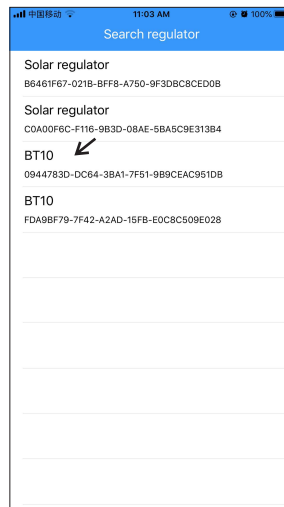 中国移动 11:03 AM 100%
Search regulator
Solar regulator
B6461F67-021B-BFF8-A750-9F3DBC8CED0B
Solar regulator
C0A00F6C-F116-9B3D-08AE-5BA5C9E313B4
BT10
0944783D-DC64-3BA1-7F51-9B9CEAC951DB
BT10
FDA9BF79-7F42-A2AD-15FB-E0C8C509E028